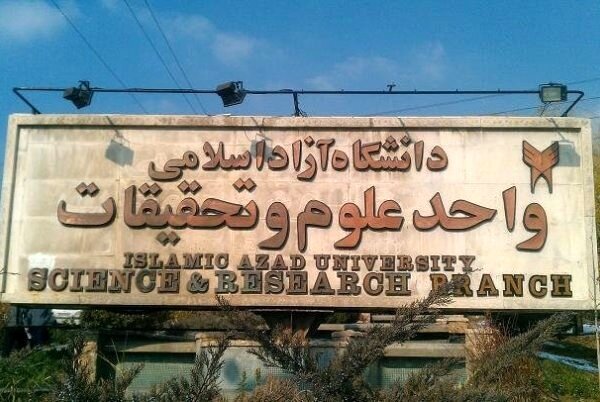 دانشگاه آزاد اسلامی
واحد علوم و تحقیقات
ISLAMIC AZAD UNIVERSITY
SCIENCE & RESEARCH BRANCH